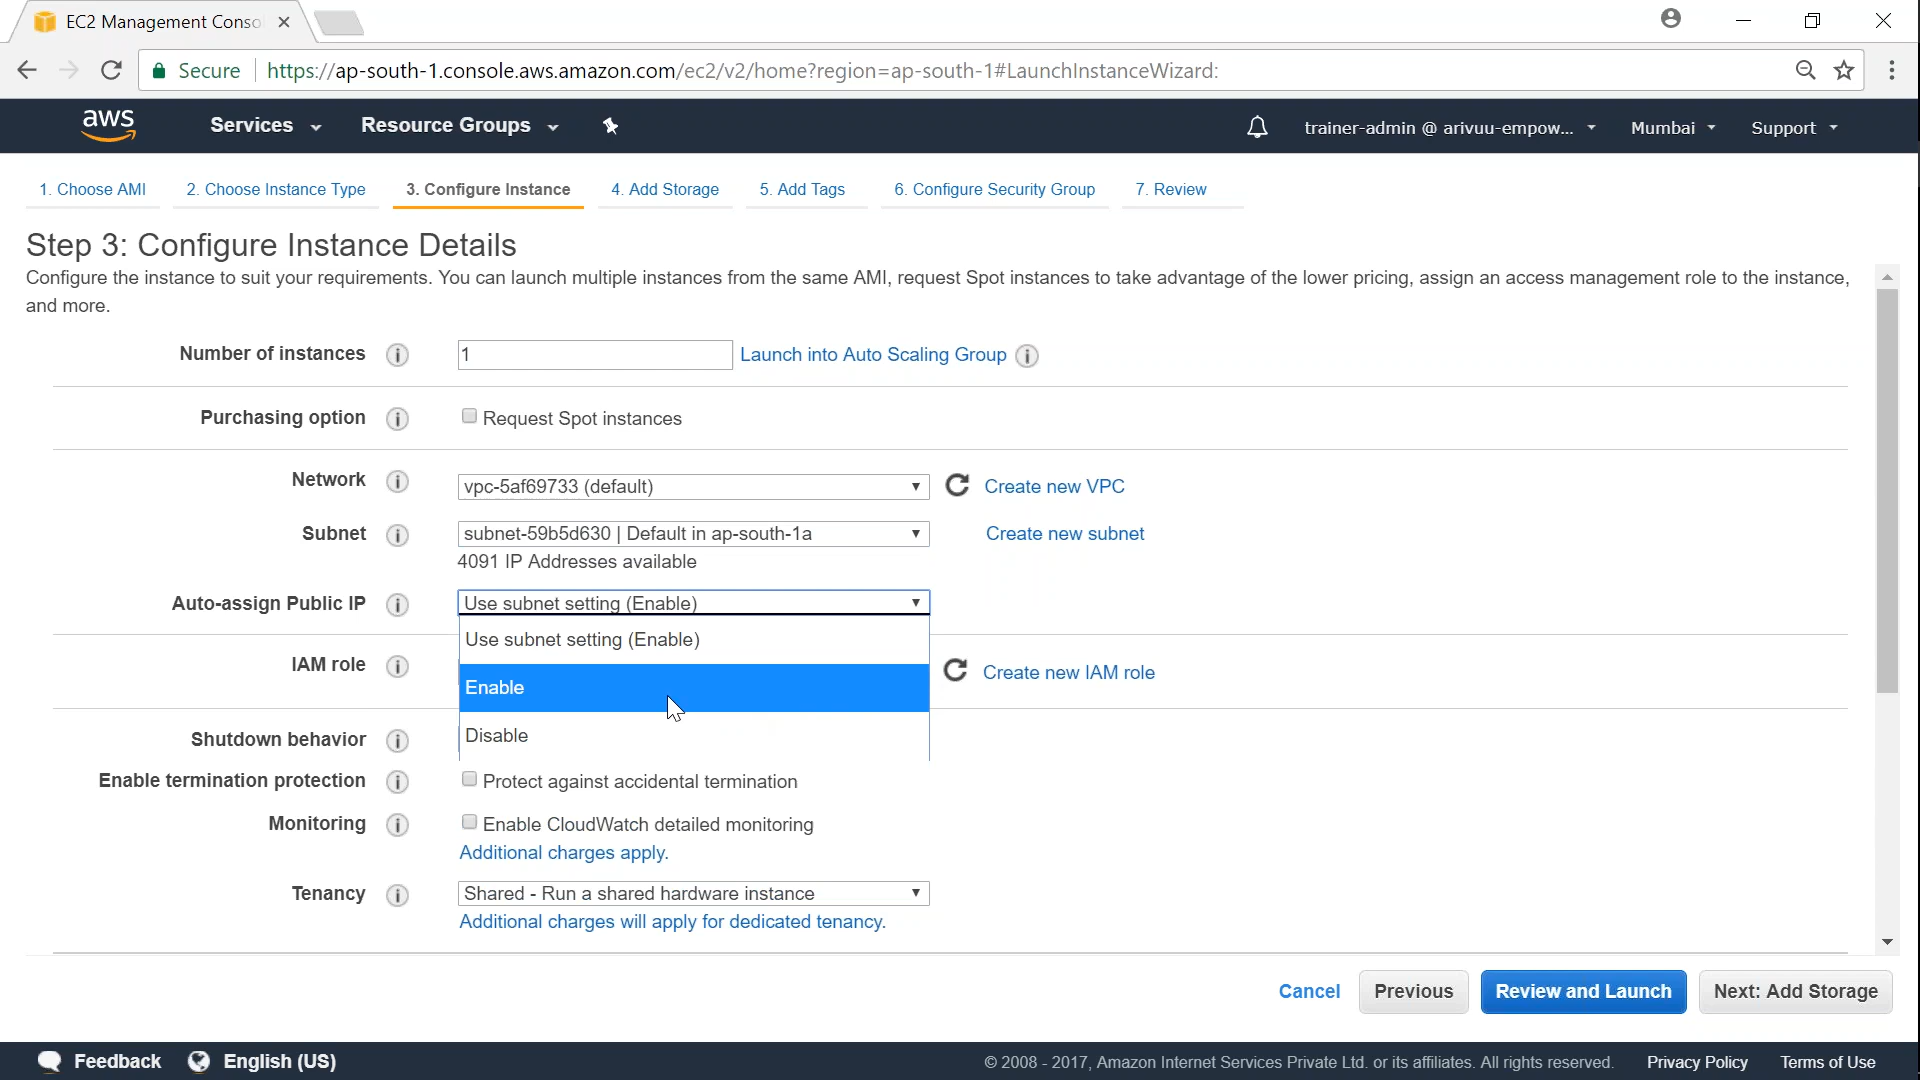 EC2 Management Conso
Secure https://ap-south-1.console.aws.amazon.com/ec2/v2/home?region=ap-south-1#LaunchInstanceWizard:
aws Services Resource Groups trainer-admin @ arivuu-empow... Mumbai Support
1. Choose AMI 2. Choose Instance Type 3. Configure Instance 4. Add Storage 5. Add Tags 6. Configure Security Group 7. Review
Step 3: Configure Instance Details
Configure the instance to suit your requirements. You can launch multiple instances from the same AMI, request Spot instances to take advantage of the lower pricing, assign an access management role to the instance,
and more.
Number of instances i 1 Launch into Auto Scaling Group i
Purchasing option i Request Spot instances
Network i vpc-5af69733 (default) Create new VPC
Subnet i subnet-59b5d630 | Default in ap-south-1a Create new subnet
4091 IP Addresses available
Auto-assign Public IP i Use subnet setting (Enable)
Use subnet setting (Enable)
IAM role i Create new IAM role
Enable
Disable
Shutdown behavior i
Enable termination protection i Protect against accidental termination
Monitoring i Enable CloudWatch detailed monitoring
Additional charges apply.
Tenancy i Shared - Run a shared hardware instance
Additional charges will apply for dedicated tenancy.
Cancel Previous Review and Launch Next: Add Storage
Feedback English (US) © 2008 - 2017, Amazon Internet Services Private Ltd. or its affiliates. All rights reserved. Privacy Policy Terms of Use